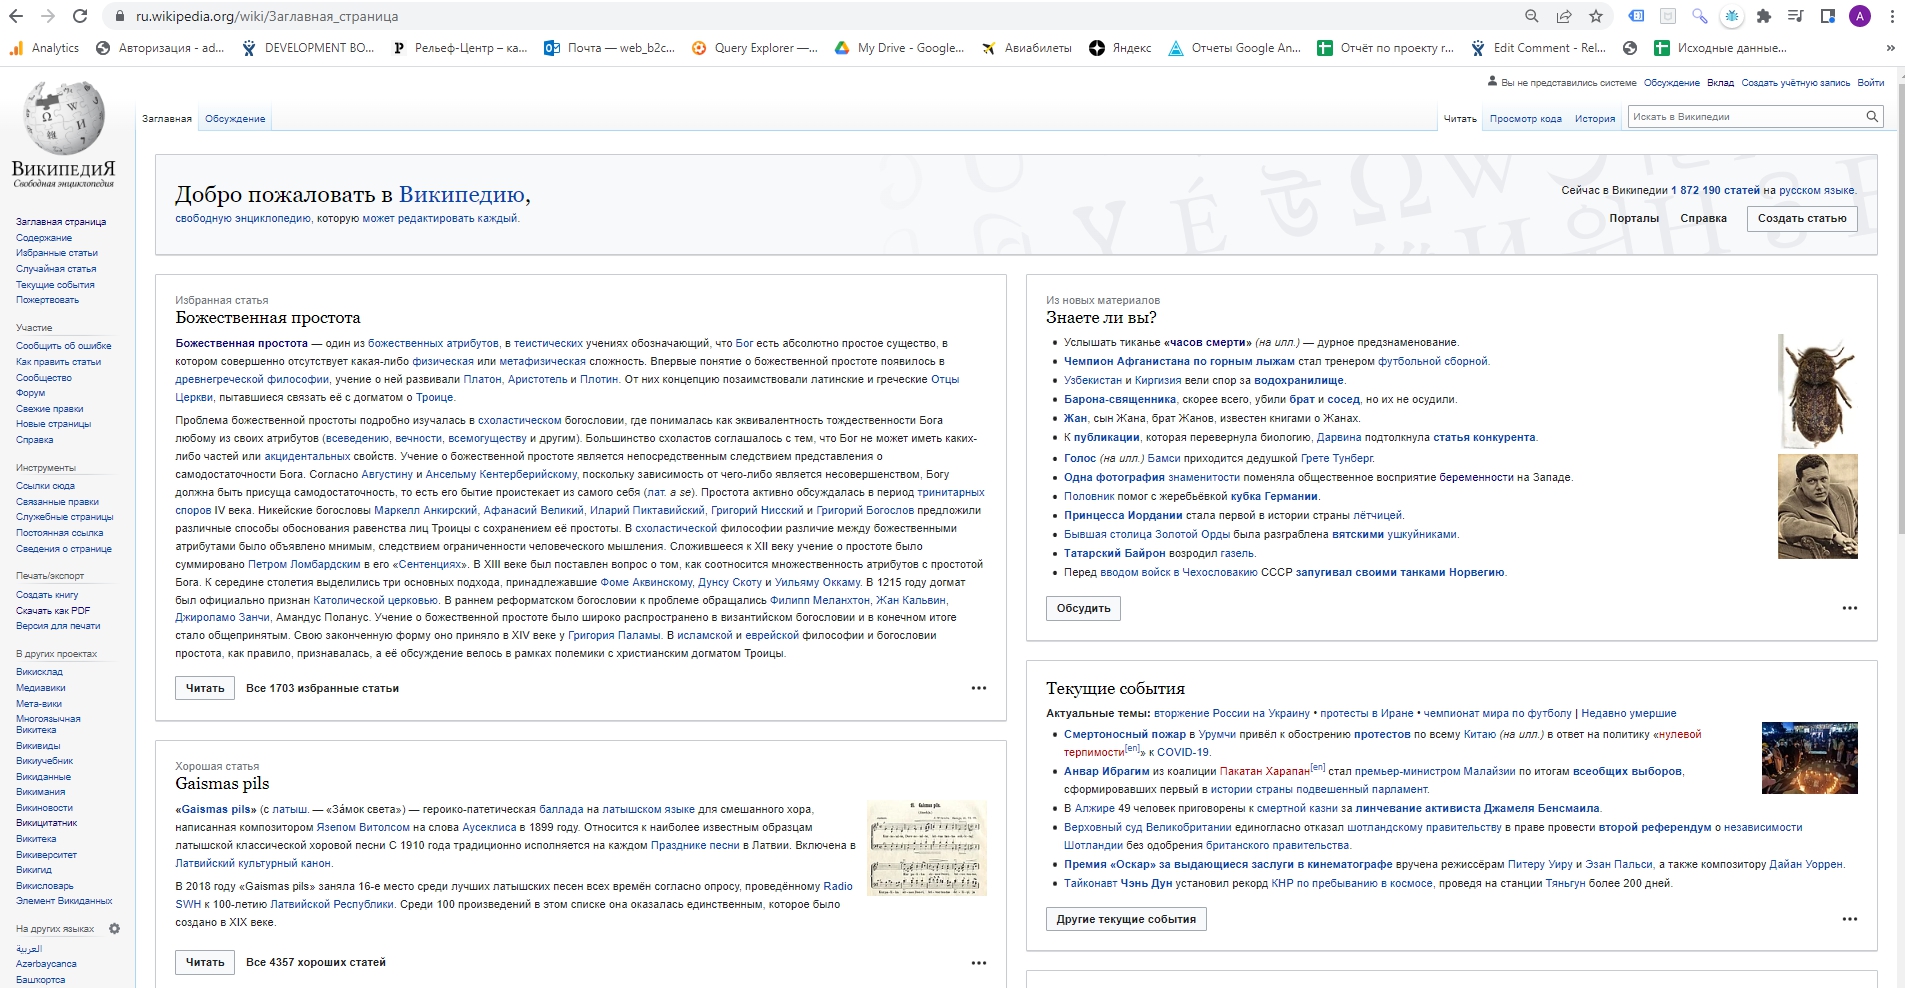 ru.wikipedia.org/wiki/Заглавная_страница
A
Analytics
Авторизация - ad...
DEVELOPMENT BO...
Рельеф-Центр – ка...
Почта — web_b2c...
Query Explorer —...
My Drive - Google...
Авиабилеты
Яндекс
Отчеты Google An...
Отчёт по проекту r...
Edit Comment - Rel...
Исходные данные...
»
Вы не представились системе Обсуждение Вклад Создать учётную запись Войти
Заглавная Обсуждение
Читать Просмотр кода История
Искать в Википедии
ВИКИПЕДИЯ
Свободная энциклопедия
Заглавная страница
Содержание
Избранные статьи
Случайная статья
Текущие события
Пожертвовать
Участие
Сообщить об ошибке
Как править статьи
Сообщество
Форум
Свежие правки
Новые страницы
Справка
Инструменты
Ссылки сюда
Связанные правки
Служебные страницы
Постоянная ссылка
Сведения о странице
Печать/экспорт
Создать книгу
Скачать как PDF
Версия для печати
В других проектах
Викисклад
Медиавики
Мета-вики
Многоязычная
Викитека
Викивиды
Викиучебник
Викиданные
Викимания
Викиновости
Викицитатник
Викитека
Викиверситет
Викигид
Викисловарь
Элемент Викиданных
На других языках
العربية
Azərbaycanca
Башҡортса
Добро пожаловать в Википедию,
свободную энциклопедию, которую может редактировать каждый.
Сейчас в Википедии 1 872 190 статей на русском языке.
Порталы Справка Создать статью
Избранная статья
Божественная простота
Божественная простота — один из божественных атрибутов, в теистических учениях обозначающий, что Бог есть абсолютно простое существо, в
котором совершенно отсутствует какая-либо физическая или метафизическая сложность. Впервые понятие о божественной простоте появилось в
древнегреческой философии, учение о ней развивали Платон, Аристотель и Плотин. От них концепцию позаимствовали латинские и греческие Отцы
Церкви, пытавшиеся связать её с догматом о Троице.
Проблема божественной простоты подробно изучалась в схоластическом богословии, где понималась как эквивалентность тождественности Бога
любому из своих атрибутов (всеведению, вечности, всемогуществу и другим). Большинство схоластов соглашалось с тем, что Бог не может иметь каких-
либо частей или акцидентальных свойств. Учение о божественной простоте является непосредственным следствием представления о
самодостаточности Бога. Согласно Августину и Ансельму Кентерберийскому, поскольку зависимость от чего-либо является несовершенством, Богу
должна быть присуща самодостаточность, то есть его бытие проистекает из самого себя (лат. a se). Простота активно обсуждалась в период тринитарных
споров IV века. Никейские богословы Маркелл Анкирский, Афанасий Великий, Иларий Пиктавийский, Григорий Нисский и Григорий Богослов предложили
различные способы обоснования равенства лиц Троицы с сохранением её простоты. В схоластической философии различие между божественными
атрибутами было объявлено мнимым, следствием ограниченности человеческого мышления. Сложившееся к XII веку учение о простоте было
суммировано Петром Ломбардским в его «Сентенциях». В XIII веке был поставлен вопрос о том, как соотносится множественность атрибутов с простотой
Бога. К середине столетия выделились три основных подхода, принадлежавшие Фоме Аквинскому, Дунсу Скоту и Уильяму Оккаму. В 1215 году догмат
был официально признан Католической церковью. В раннем реформатском богословии к проблеме обращались Филипп Меланхтон, Жан Кальвин,
Джироламо Занчи, Амандус Поланус. Учение о божественной простоте было широко распространено в византийском богословии и в конечном итоге
стало общепринятым. Свою законченную форму оно приняло в XIV веке у Григория Паламы. В исламской и еврейской философии и богословии
простота, как правило, признавалась, а её обсуждение велось в рамках полемики с христианским догматом Троицы.
Читать Все 1703 избранные статьи
Хорошая статья
Gaismas pils
«Gaismas pils» (с латыш. — «За́мок света») — героико-патетическая баллада на латышском языке для смешанного хора,
написанная композитором Язепом Витолсом на слова Аусеклиса в 1899 году. Относится к наиболее известным образцам
латышской классической хоровой песни С 1910 года традиционно исполняется на каждом Празднике песни в Латвии. Включена в
Латвийский культурный канон.
В 2018 году «Gaismas pils» заняла 16-е место среди лучших латышских песен всех времён согласно опросу, проведённому Radio
SWH к 100-летию Латвийской Республики. Среди 100 произведений в этом списке она оказалась единственным, которое было
создано в XIX веке.
Читать Все 4357 хороших статей
Из новых материалов
Знаете ли вы?
Услышать тиканье «часов смерти» (на илл.) — дурное предзнаменование.
Чемпион Афганистана по горным лыжам стал тренером футбольной сборной.
Узбекистан и Киргизия вели спор за водохранилище.
Барона-священника, скорее всего, убили брат и сосед, но их не осудили.
Жан, сын Жана, брат Жанов, известен книгами о Жанах.
К публикации, которая перевернула биологию, Дарвина подтолкнула статья конкурента.
Голос (на илл.) Бамси приходится дедушкой Грете Тунберг.
Одна фотография знаменитости поменяла общественное восприятие беременности на Западе.
Половник помог с жеребьёвкой кубка Германии.
Принцесса Иордании стала первой в истории страны лётчицей.
Бывшая столица Золотой Орды была разграблена вятскими ушкуйниками.
Татарский Байрон возродил газель.
Перед вводом войск в Чехословакию СССР запугивал своими танками Норвегию.
Обсудить
Текущие события
Актуальные темы: вторжение России на Украину • протесты в Иране • чемпионат мира по футболу | Недавно умершие
Смертоносный пожар в Урумчи привёл к обострению протестов по всему Китаю (на илл.) в ответ на политику «нулевой
терпимости[en]» к COVID-19.
Анвар Ибрагим из коалиции Пакатан Харапан[en] стал премьер-министром Малайзии по итогам всеобщих выборов,
сформировавших первый в истории страны подвешенный парламент.
В Алжире 49 человек приговорены к смертной казни за линчевание активиста Джамеля Бенсмаила.
Верховный суд Великобритании единогласно отказал шотландскому правительству в праве провести второй референдум о независимости
Шотландии без одобрения британского правительства.
Премия «Оскар» за выдающиеся заслуги в кинематографе вручена режиссёрам Питеру Уиру и Эзан Пальси, а также композитору Дайан Уоррен.
Тайконавт Чэнь Дун установил рекорд КНР по пребыванию в космосе, проведя на станции Тяньгун более 200 дней.
Другие текущие события